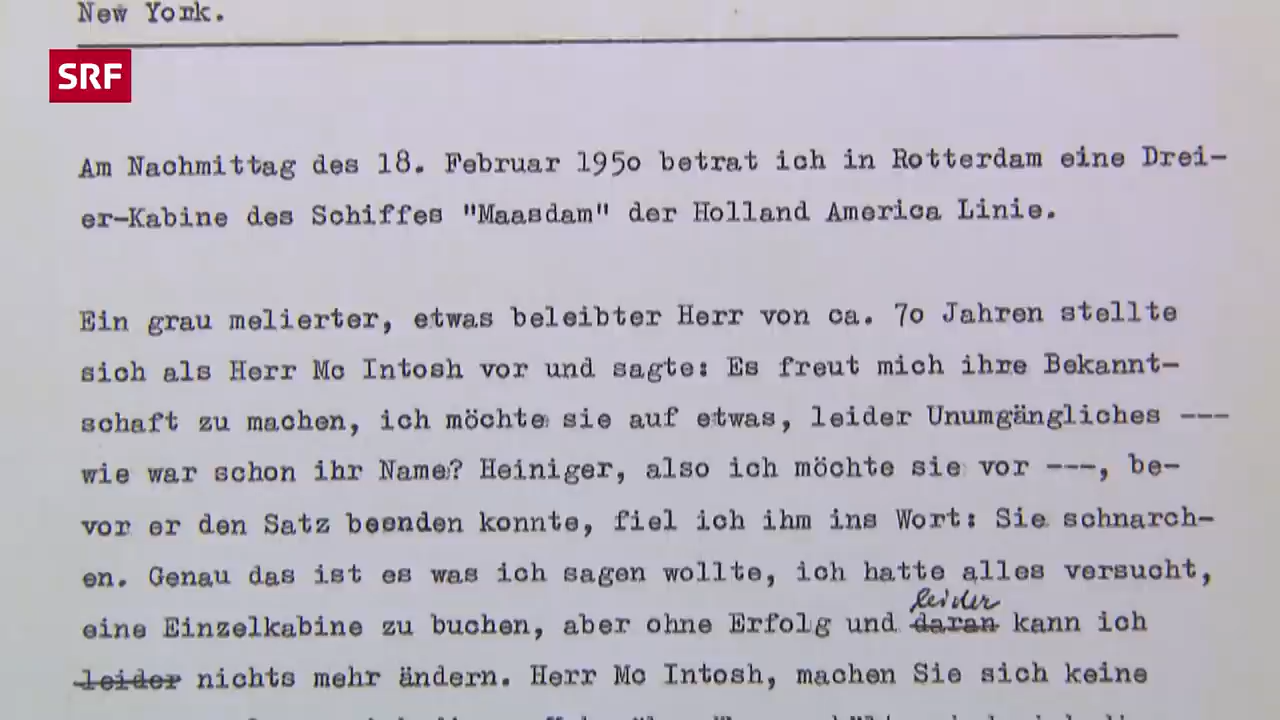 New York.
SRF
Am Nachmittag des 18. Februar 1950 betrat ich in Rotterdam eine Drei-
er-Kabine des Schiffes "Maasdam" der Holland America Linie.
Ein grau melierter, etwas beleibter Herr von ca. 70 Jahren stellte
sich als Herr Mc Intosh vor und sagte: Es freut mich ihre Bekannt-
schaft zu machen, ich möchte sie auf etwas, leider Unumgängliches ---
wie war schon ihr Name? Heiniger, also ich möchte sie vor ---, be-
vor er den Satz beenden konnte, fiel ich ihm ins Wort: Sie schnarch-
en. Genau das ist es was ich sagen wollte, ich hatte alles versucht,
leider
eine Einzelkabine zu buchen, aber ohne Erfolg und daran kann ich
leider nichts mehr ändern. Herr Mc Intosh, machen Sie sich keine